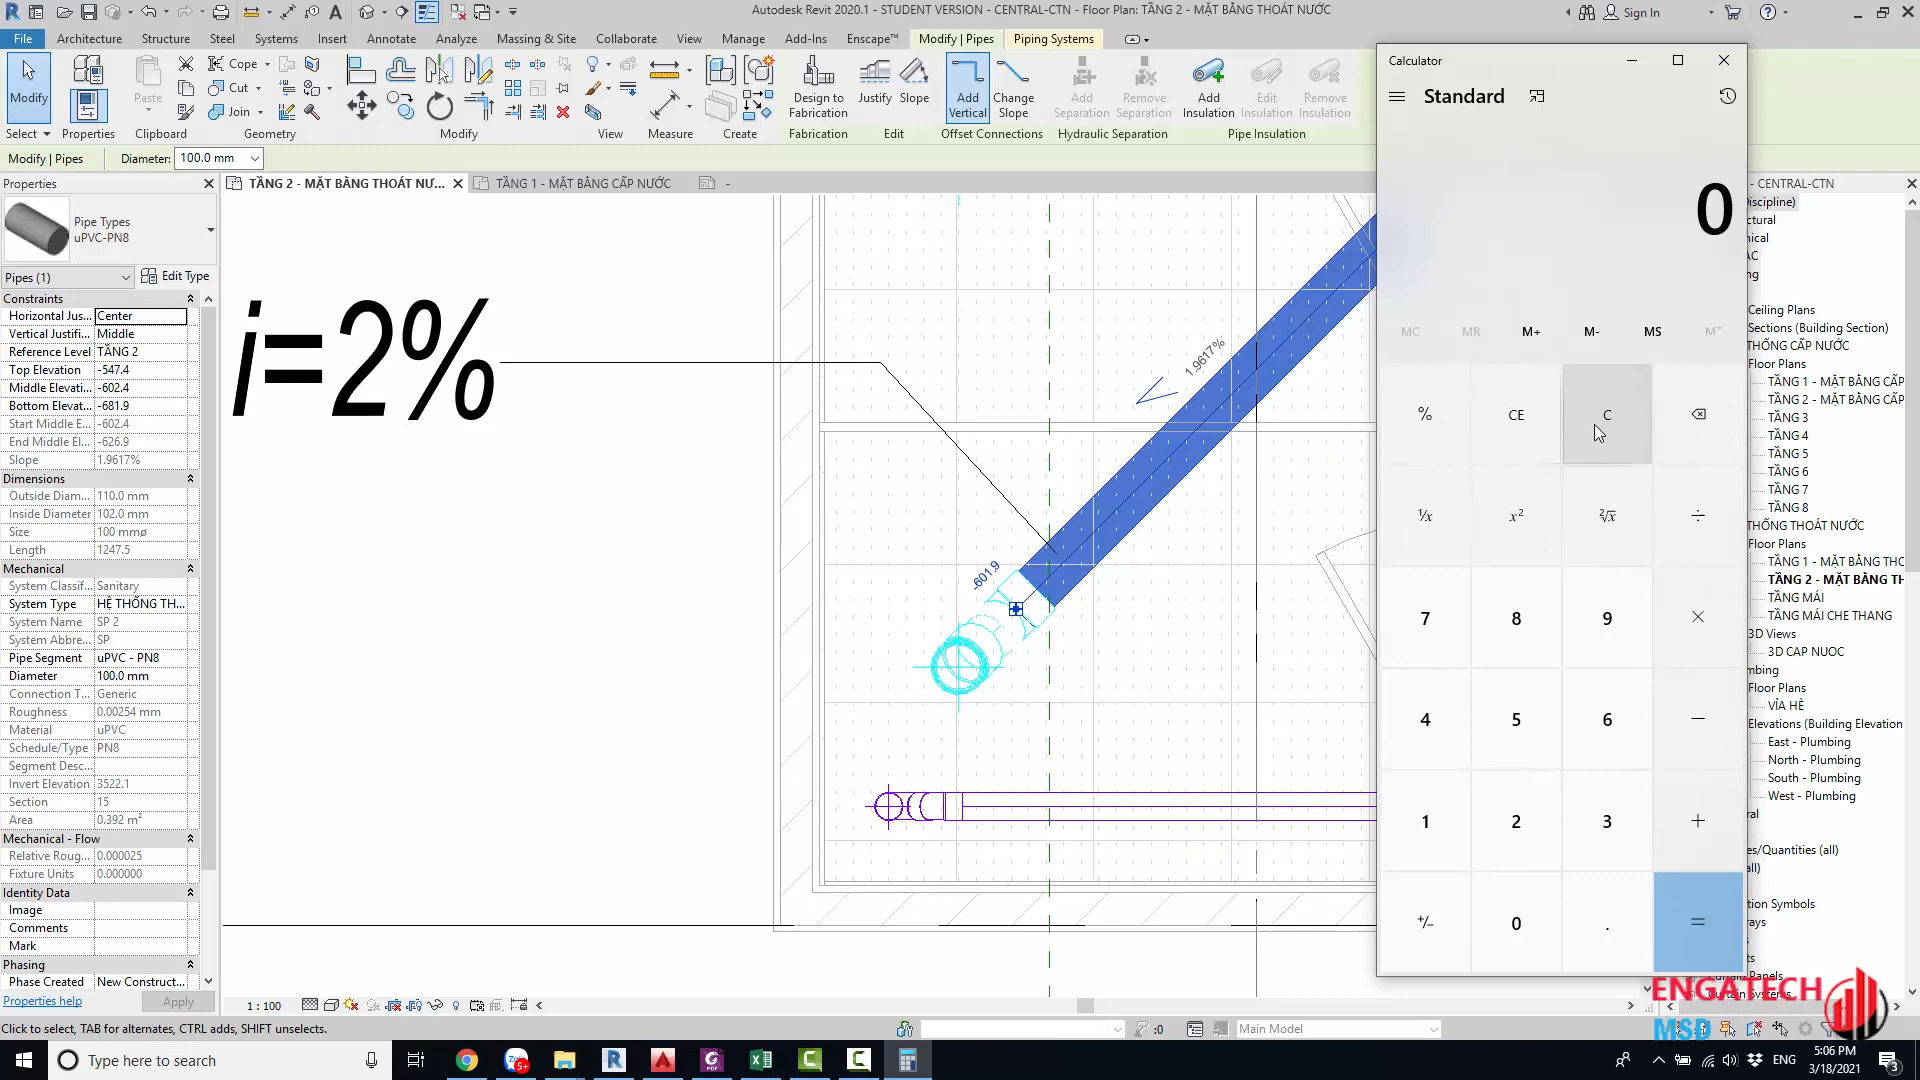 Autodesk Revit 2020.1 - STUDENT VERSION - CENTRAL-CTN - Floor Plan: TẦNG 2 - MẶT BẰNG THOÁT NƯỚC
Sign In
File Architecture Structure Steel Systems Insert Annotate Analyze Massing & Site Collaborate View Manage Add-Ins Enscape™ Modify | Pipes Piping Systems
Modify
Paste
Cope
Cut
Join
Design to Fabrication
Justify
Slope
Add Vertical
Change Slope
Add Separation
Remove Separation
Add Insulation
Edit Insulation
Remove Insulation
Select Properties Clipboard Geometry Modify View Measure Create Fabrication Edit Offset Connections Hydraulic Separation Pipe Insulation
Modify | Pipes Diameter: 100.0 mm
Properties
TẦNG 2 - MẶT BẰNG THOÁT NƯ... TẦNG 1 - MẶT BẰNG CẤP NƯỚC -
Pipe Types
uPVC-PN8
Pipes (1) Edit Type
Constraints
Horizontal Jus... Center
Vertical Justifi... Middle
Reference Level TẦNG 2
Top Elevation -547.4
Middle Elevati... -602.4
Bottom Elevat... -681.9
Start Middle E... -602.4
End Middle El... -626.9
Slope 1.9617%
Dimensions
Outside Diam... 110.0 mm
Inside Diameter 102.0 mm
Size 100 mmø
Length 1247.5
Mechanical
System Classif... Sanitary
System Type HỆ THỐNG TH...
System Name SP 2
System Abbre... SP
Pipe Segment uPVC - PN8
Diameter 100.0 mm
Connection T... Generic
Roughness 0.00254 mm
Material uPVC
Schedule/Type PN8
Segment Desc...
Invert Elevation 3522.1
Section 15
Area 0.392 m²
Mechanical - Flow
Relative Roug... 0.000025
Fixture Units 0.000000
Identity Data
Image
Comments
Mark
Phasing
Phase Created New Construct...
Properties help Apply
i=2%
1.9617%
-601.9
1 : 100
Calculator
Standard
0
MC MR M+ M- MS M˅
% CE C
¹/x x² ²√x ÷
7 8 9 ×
4 5 6 −
1 2 3 +
+/− 0 . =
- CENTRAL-CTN
iscipline)
ctural
nical
AC
ng
Ceiling Plans
Sections (Building Section)
THỐNG CẤP NƯỚC
Floor Plans
TẦNG 1 - MẶT BẰNG CẤP
TẦNG 2 - MẶT BẰNG CẤP
TẦNG 3
TẦNG 4
TẦNG 5
TẦNG 6
TẦNG 7
TẦNG 8
THỐNG THOÁT NƯỚC
Floor Plans
TẦNG 1 - MẶT BẰNG THO
TẦNG 2 - MẶT BẰNG TH
TẦNG MÁI
TẦNG MÁI CHE THANG
3D Views
3D CAP NUOC
mbing
Floor Plans
VỈA HÈ
Elevations (Building Elevation
East - Plumbing
North - Plumbing
South - Plumbing
West - Plumbing
ral
es/Quantities (all)
all)
tion Symbols
ENGATECH
MSD
Click to select, TAB for alternates, CTRL adds, SHIFT unselects.
:0
Main Model
Type here to search
5+
ENG
5:06 PM
3/18/2021
3